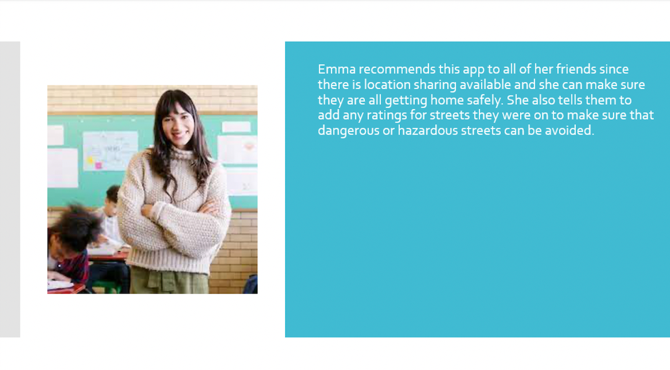 Emma recommends this app to all of her friends since
there is location sharing available and she can make sure
they are all getting home safely. She also tells them to
add any ratings for streets they were on to make sure that
dangerous or hazardous streets can be avoided.